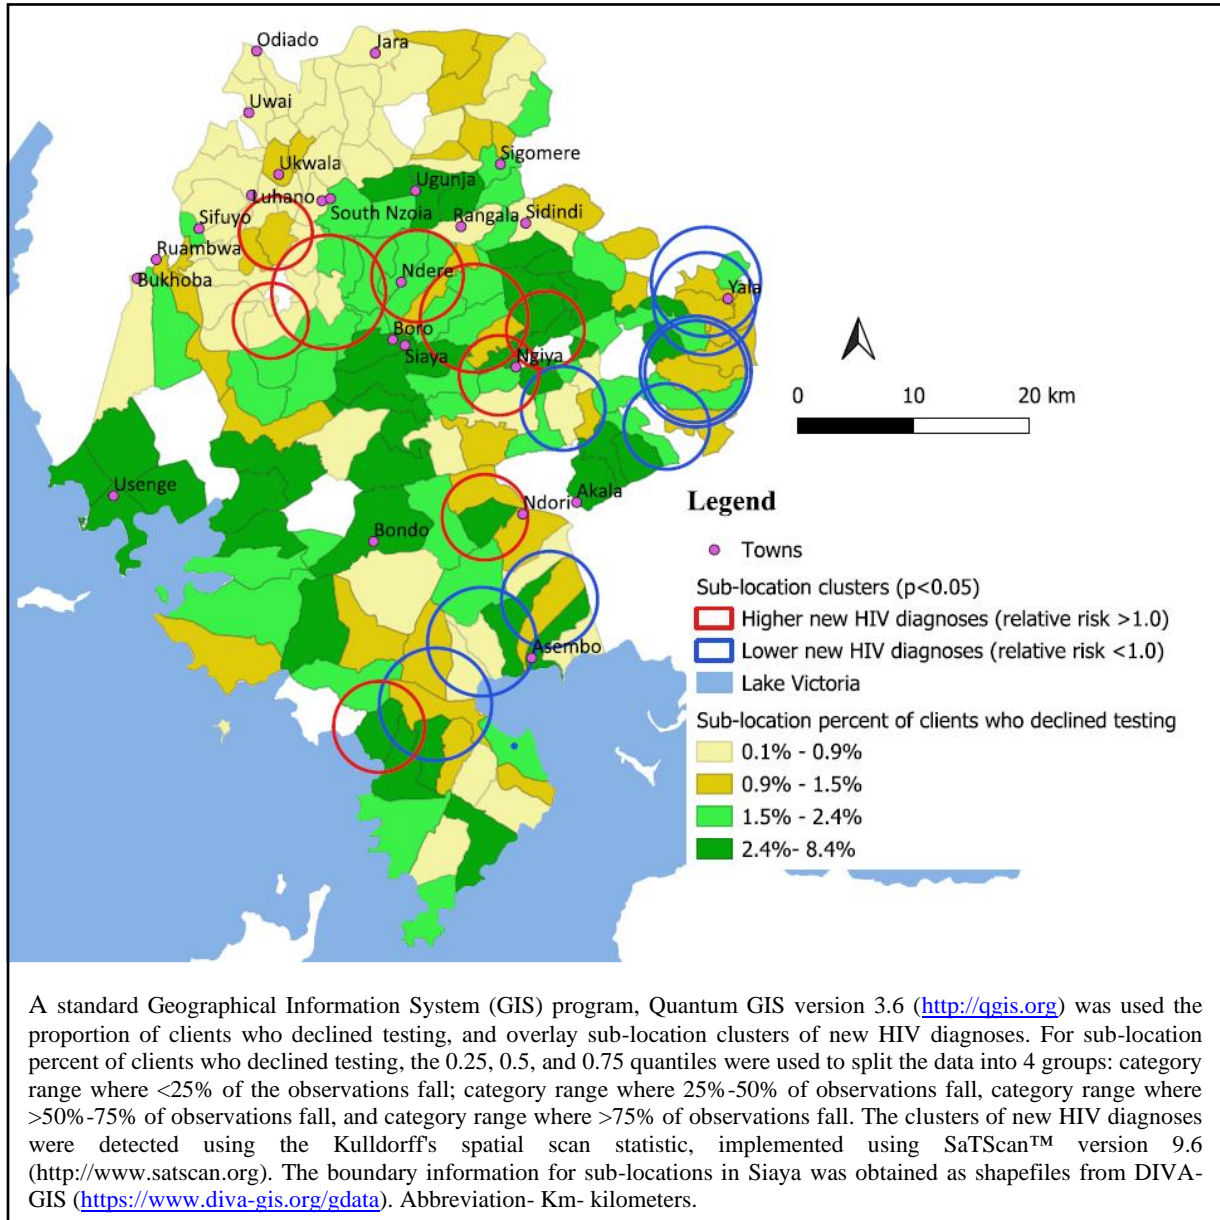 Odiado
Jara
Uwai
Ukwala
Sigomere
Ugunja
Luhano
South Nzoia
Rangala
Sidindi
Sifuyo
Ruambwa
Bukhoba
Ndere
Yala
Boro
Siaya
Ngiya
0 10 20 km
Usenge
Akala
Ndori
Bondo
Asembo
Legend
Towns
Sub-location clusters (p<0.05)
Higher new HIV diagnoses (relative risk >1.0)
Lower new HIV diagnoses (relative risk <1.0)
Lake Victoria
Sub-location percent of clients who declined testing
0.1% - 0.9%
0.9% - 1.5%
1.5% - 2.4%
2.4%- 8.4%
A standard Geographical Information System (GIS) program, Quantum GIS version 3.6 (http://qgis.org) was used the
proportion of clients who declined testing, and overlay sub-location clusters of new HIV diagnoses. For sub-location
percent of clients who declined testing, the 0.25, 0.5, and 0.75 quantiles were used to split the data into 4 groups: category
range where <25% of the observations fall; category range where 25%-50% of observations fall, category range where
>50%-75% of observations fall, and category range where >75% of observations fall. The clusters of new HIV diagnoses
were detected using the Kulldorff's spatial scan statistic, implemented using SaTScan™ version 9.6
(http://www.satscan.org). The boundary information for sub-locations in Siaya was obtained as shapefiles from DIVA-
GIS (https://www.diva-gis.org/gdata). Abbreviation- Km- kilometers.